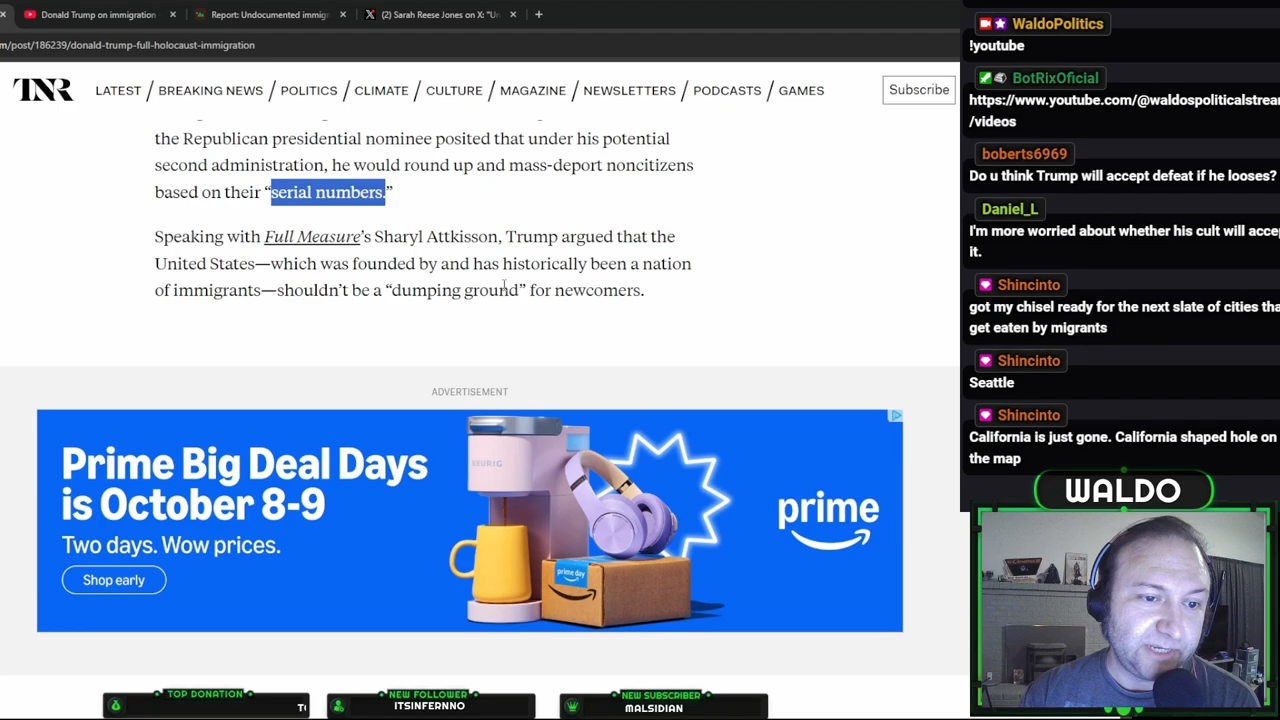 Donald Trump on immigration
Report: Undocumented immig
(2) Sarah Reese Jones on X: "Un
m/post/186239/donald-trump-full-holocaust-immigration
TNR
LATEST / BREAKING NEWS / POLITICS / CLIMATE / CULTURE / MAGAZINE / NEWSLETTERS / PODCASTS / GAMES
Subscribe
the Republican presidential nominee posited that under his potential
second administration, he would round up and mass-deport noncitizens
based on their “serial numbers.”
Speaking with Full Measure’s Sharyl Attkisson, Trump argued that the
United States—which was founded by and has historically been a nation
of immigrants—shouldn’t be a “dumping ground” for newcomers.
ADVERTISEMENT
Prime Big Deal Days
is October 8-9
Two days. Wow prices.
Shop early
KEURIG
prime day
prime
TOP DONATION
NEW FOLLOWER
ITSINFERNNO
NEW SUBSCRIBER
MALSIDIAN
WaldoPolitics
!youtube
BotRixOficial
https://www.youtube.com/@waldospoliticalstrea
/videos
boberts6969
Do u think Trump will accept defeat if he looses?
Daniel_L
I'm more worried about whether his cult will acce
it.
Shincinto
got my chisel ready for the next slate of cities tha
get eaten by migrants
Shincinto
Seattle
Shincinto
California is just gone. California shaped hole on
the map
WALDO